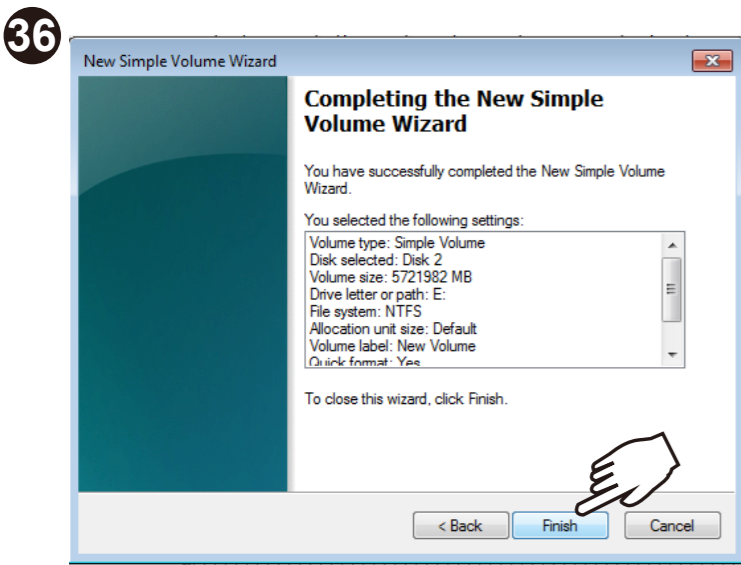 36
New Simple Volume Wizard
Completing the New Simple
Volume Wizard
You have successfully completed the New Simple Volume
Wizard.
You selected the following settings:
Volume type: Simple Volume
Disk selected: Disk 2
Volume size: 5721982 MB
Drive letter or path: E:
File system: NTFS
Allocation unit size: Default
Volume label: New Volume
Quick format: Yes
To close this wizard, click Finish.
< Back
Finish
Cancel